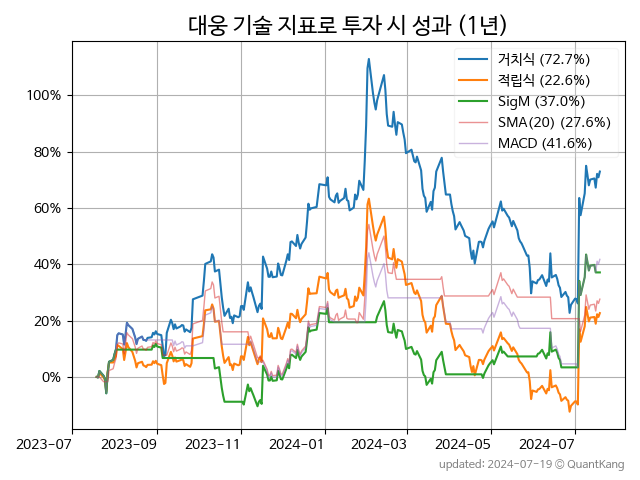 대웅 기술 지표로 투자 시 성과 (1년)
거치식 (72.7%)
적립식 (22.6%)
SigM (37.0%)
SMA(20) (27.6%)
MACD (41.6%)
100%
80%
60%
40%
20%
0%
2023-07 2023-09 2023-11 2024-01 2024-03 2024-05 2024-07
updated: 2024-07-19 © QuantKang